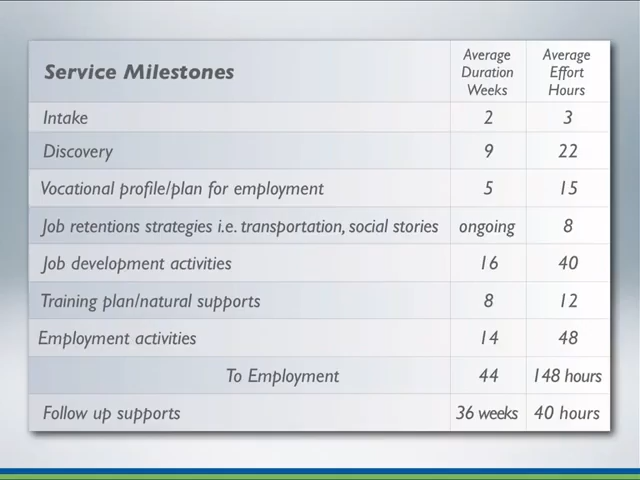 Service Milestones Average Duration Weeks Average Effort Hours
Intake 2 3
Discovery 9 22
Vocational profile/plan for employment 5 15
Job retentions strategies i.e. transportation, social stories ongoing 8
Job development activities 16 40
Training plan/natural supports 8 12
Employment activities 14 48
To Employment 44 148 hours
Follow up supports 36 weeks 40 hours